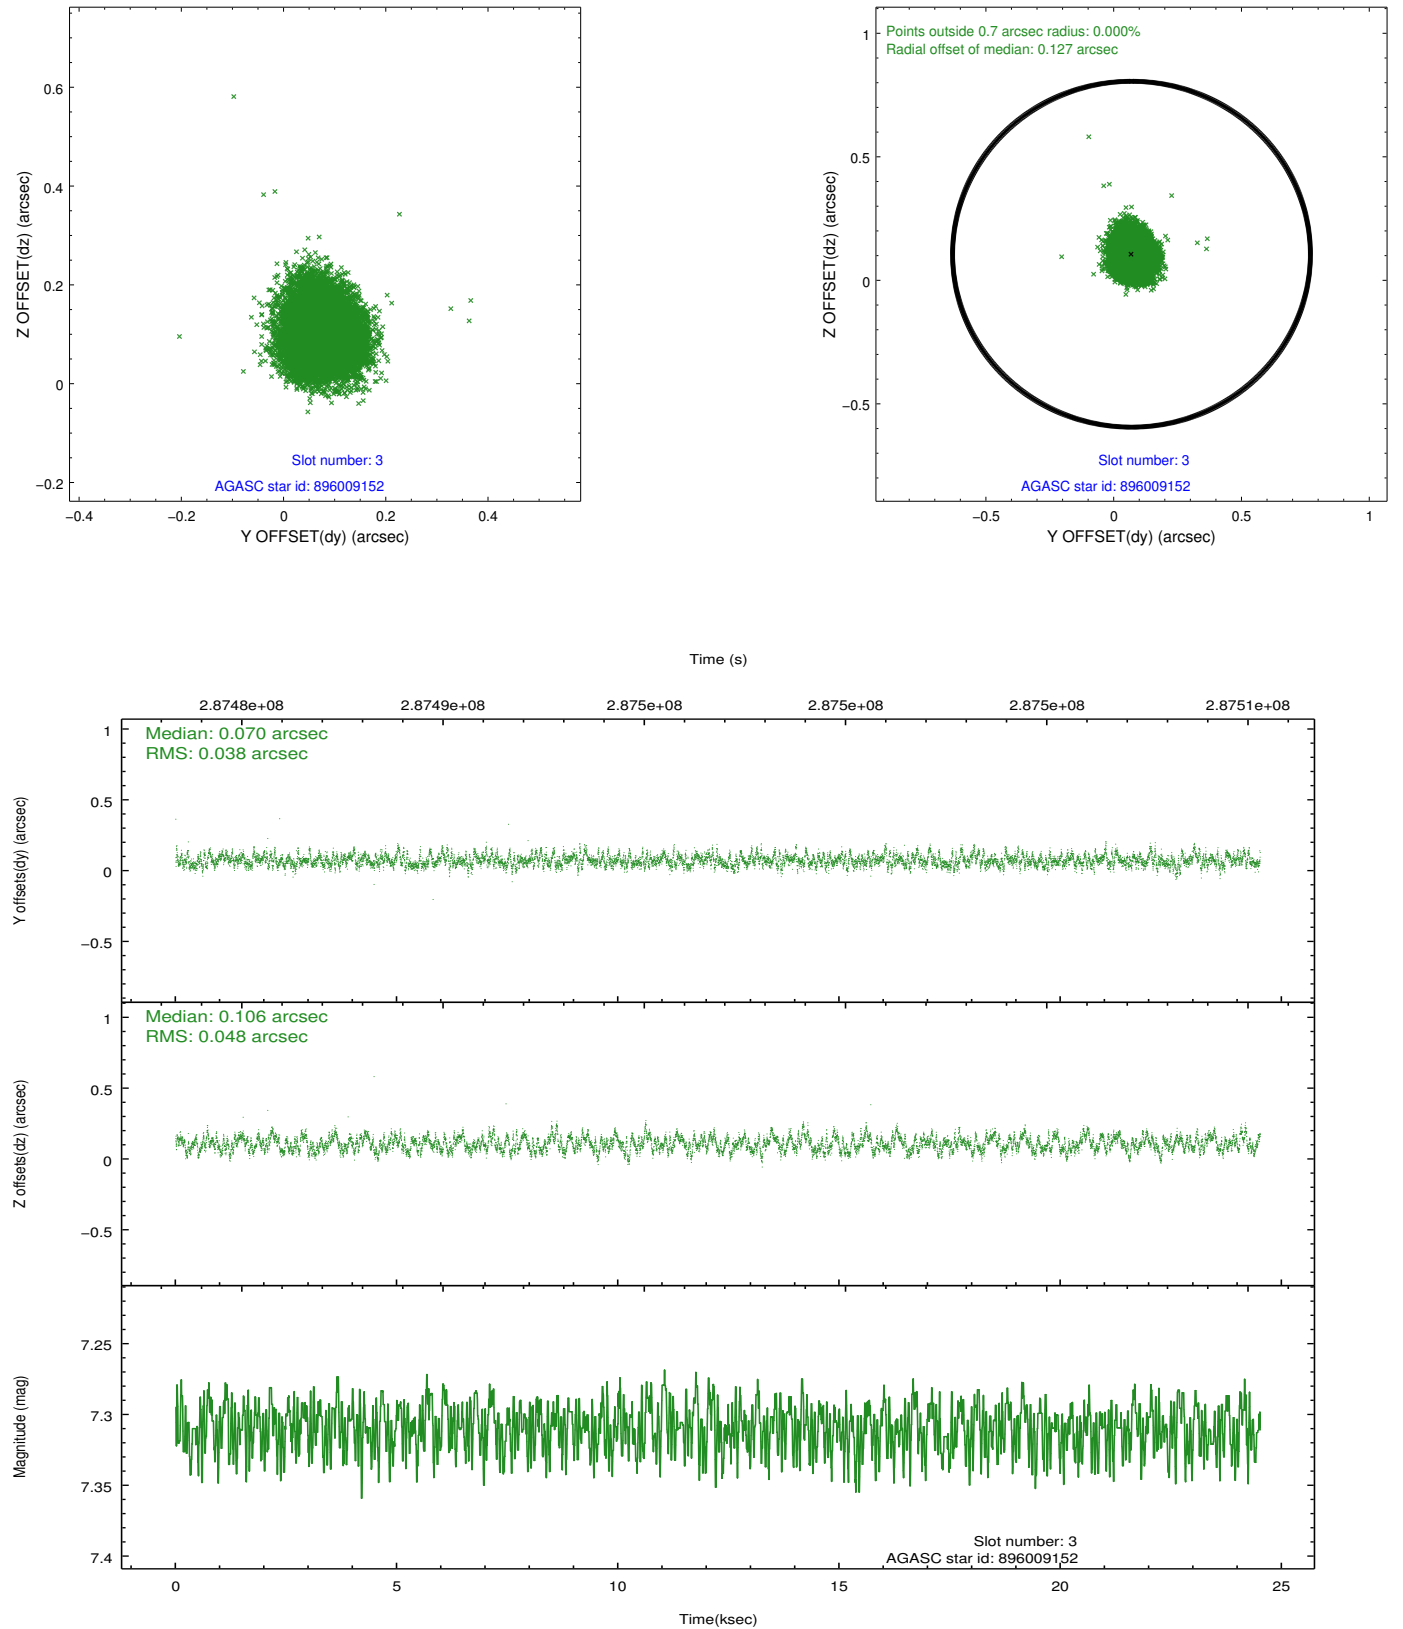 0.6
0.4
0.2
0
−0.2
Z OFFSET(dz) (arcsec)
Slot number: 3
AGASC star id: 896009152
−0.4 −0.2 0 0.2 0.4
Y OFFSET(dy) (arcsec)
Points outside 0.7 arcsec radius: 0.000%
Radial offset of median: 0.127 arcsec
1
0.5
0
−0.5
Z OFFSET(dz) (arcsec)
Slot number: 3
AGASC star id: 896009152
−0.5 0 0.5 1
Y OFFSET(dy) (arcsec)
Time (s)
2.8748e+08 2.8749e+08 2.875e+08 2.875e+08 2.875e+08 2.8751e+08
Median: 0.070 arcsec
RMS: 0.038 arcsec
1
0.5
0
−0.5
Y offsets(dy) (arcsec)
Median: 0.106 arcsec
RMS: 0.048 arcsec
1
0.5
0
−0.5
Z offsets(dz) (arcsec)
7.25
7.3
7.35
7.4
Magnitude (mag)
Slot number: 3
AGASC star id: 896009152
0 5 10 15 20 25
Time(ksec)